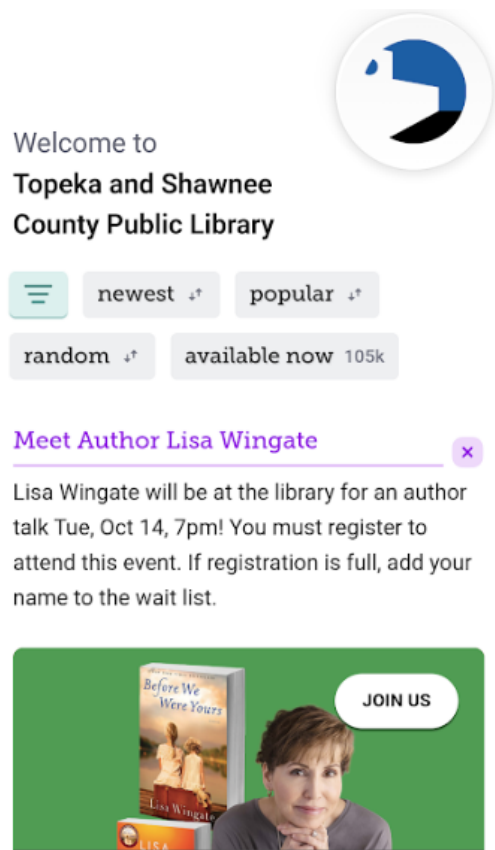 Welcome to
Topeka and Shawnee
County Public Library
newest
popular
random
available now 105k
Meet Author Lisa Wingate
Lisa Wingate will be at the library for an author
talk Tue, Oct 14, 7pm! You must register to
attend this event. If registration is full, add your
name to the wait list.
JOIN US
Before We
Were Yours
Lisa Wingate
LISA